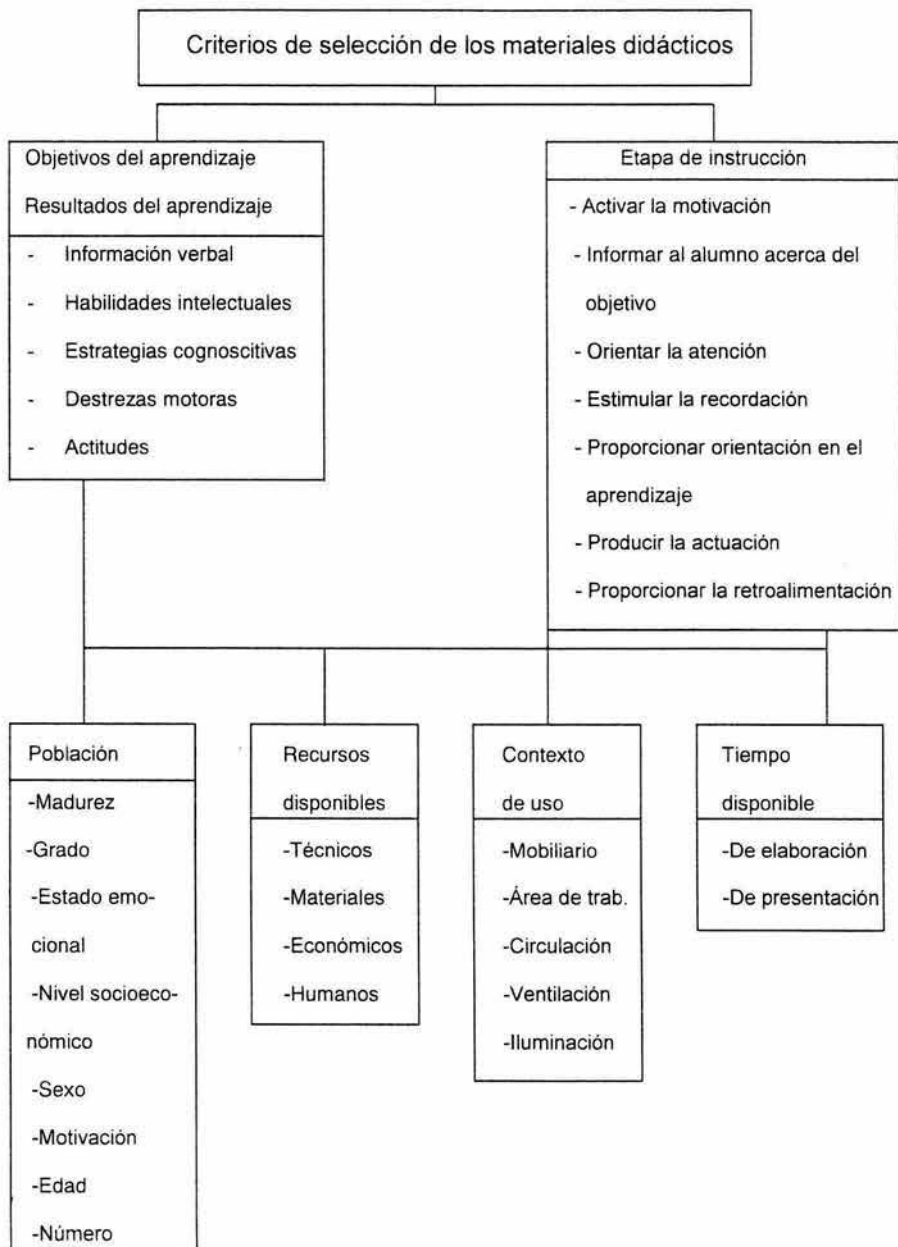 Criterios de selección de los materiales didácticos
Objetivos del aprendizaje
Resultados del aprendizaje
- Información verbal
- Habilidades intelectuales
- Estrategias cognoscitivas
- Destrezas motoras
- Actitudes
Etapa de instrucción
- Activar la motivación
- Informar al alumno acerca del
objetivo
- Orientar la atención
- Estimular la recordación
- Proporcionar orientación en el
aprendizaje
- Producir la actuación
- Proporcionar la retroalimentación
Población
-Madurez
-Grado
-Estado emo-
cional
-Nivel socioeco-
nómico
-Sexo
-Motivación
-Edad
-Número
Recursos
disponibles
-Técnicos
-Materiales
-Económicos
-Humanos
Contexto
de uso
-Mobiliario
-Área de trab.
-Circulación
-Ventilación
-Iluminación
Tiempo
disponible
-De elaboración
-De presentación